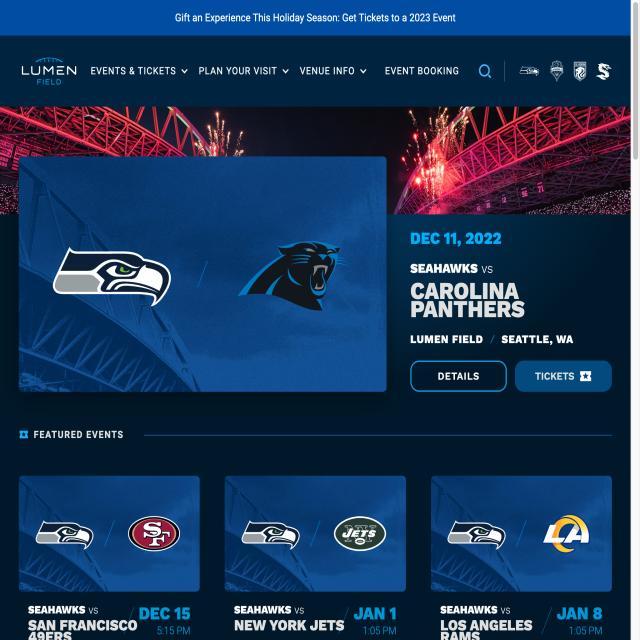 Gift an Experience This Holiday Season: Get Tickets to a 2023 Event
LUMEN
FIELD
EVENTS & TICKETS
PLAN YOUR VISIT
VENUE INFO
EVENT BOOKING
DEC 11, 2022
SEAHAWKS VS
CAROLINA
PANTHERS
LUMEN FIELD / SEATTLE, WA
DETAILS
TICKETS
FEATURED EVENTS
SF
JETS
LA
SEAHAWKS VS
SAN FRANCISCO
49ERS
DEC 15
5:15 PM
SEAHAWKS VS
NEW YORK JETS
JAN 1
1:05 PM
SEAHAWKS VS
LOS ANGELES
RAMS
JAN 8
1:05 PM